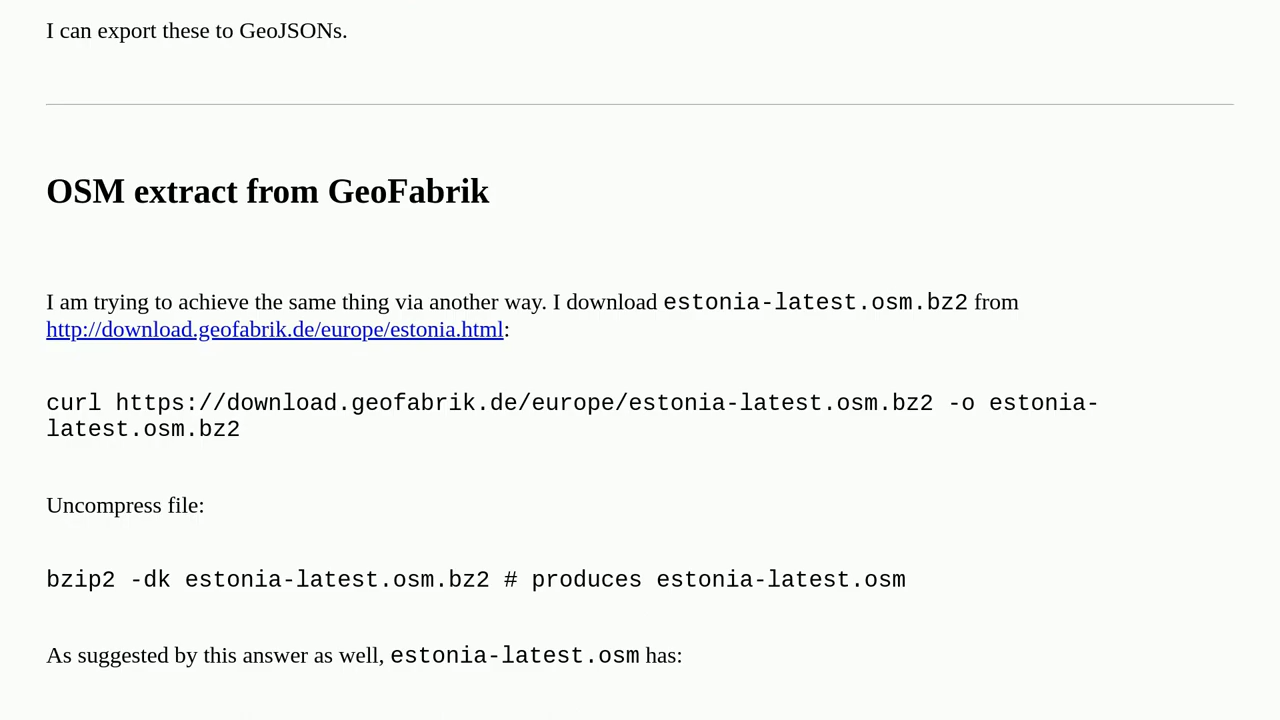 I can export these to GeoJSONs.
OSM extract from GeoFabrik
I am trying to achieve the same thing via another way. I download estonia-latest.osm.bz2 from
http://download.geofabrik.de/europe/estonia.html:
curl https://download.geofabrik.de/europe/estonia-latest.osm.bz2 -o estonia-
latest.osm.bz2
Uncompress file:
bzip2 -dk estonia-latest.osm.bz2 # produces estonia-latest.osm
As suggested by this answer as well, estonia-latest.osm has: